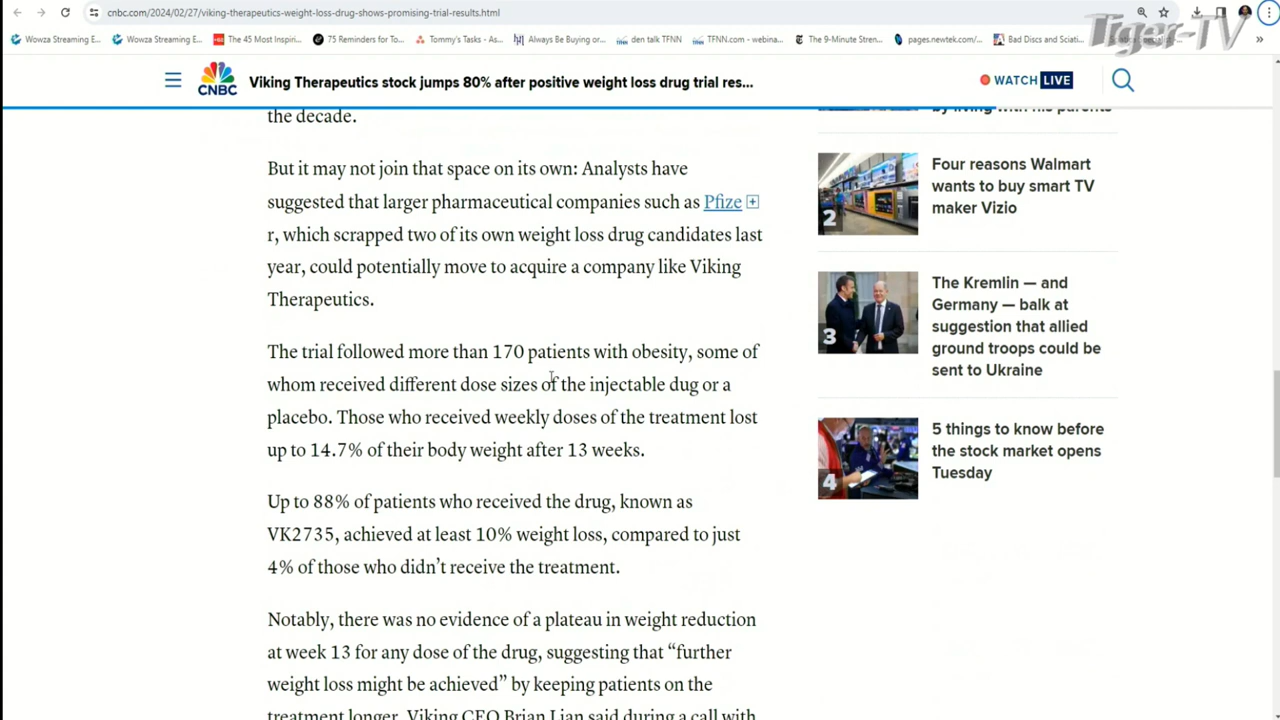 cnbc.com/2024/02/27/viking-therapeutics-weight-loss-drug-shows-promising-trial-results.html
Wowza Streaming E...
Wowza Streaming E...
The 45 Most Inspiri...
75 Reminders for To...
Tommy's Tasks - As...
Always Be Buying or...
den talk TFNN
TFNN.com - webina...
The 9-Minute Stren...
pages.newtek.com/...
Bad Discs and Sciati...
Tiger-TV
CNBC
Viking Therapeutics stock jumps 80% after positive weight loss drug trial res...
WATCH LIVE
the decade.
But it may not join that space on its own: Analysts have
suggested that larger pharmaceutical companies such as Pfize
r, which scrapped two of its own weight loss drug candidates last
year, could potentially move to acquire a company like Viking
Therapeutics.
The trial followed more than 170 patients with obesity, some of
whom received different dose sizes of the injectable dug or a
placebo. Those who received weekly doses of the treatment lost
up to 14.7% of their body weight after 13 weeks.
Up to 88% of patients who received the drug, known as
VK2735, achieved at least 10% weight loss, compared to just
4% of those who didn't receive the treatment.
Notably, there was no evidence of a plateau in weight reduction
at week 13 for any dose of the drug, suggesting that “further
weight loss might be achieved” by keeping patients on the
treatment longer, Viking CEO Brian Lian said during a call with
by living with his parents
2
Four reasons Walmart
wants to buy smart TV
maker Vizio
3
The Kremlin — and
Germany — balk at
suggestion that allied
ground troops could be
sent to Ukraine
4
5 things to know before
the stock market opens
Tuesday